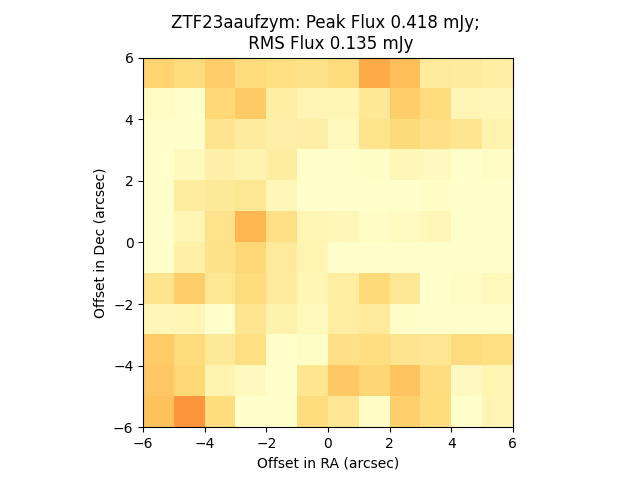 ZTF23aaufzym: Peak Flux 0.418 mJy;
RMS Flux 0.135 mJy
6
4
2
0
−2
−4
−6
Offset in Dec (arcsec)
−6 −4 −2 0 2 4 6
Offset in RA (arcsec)